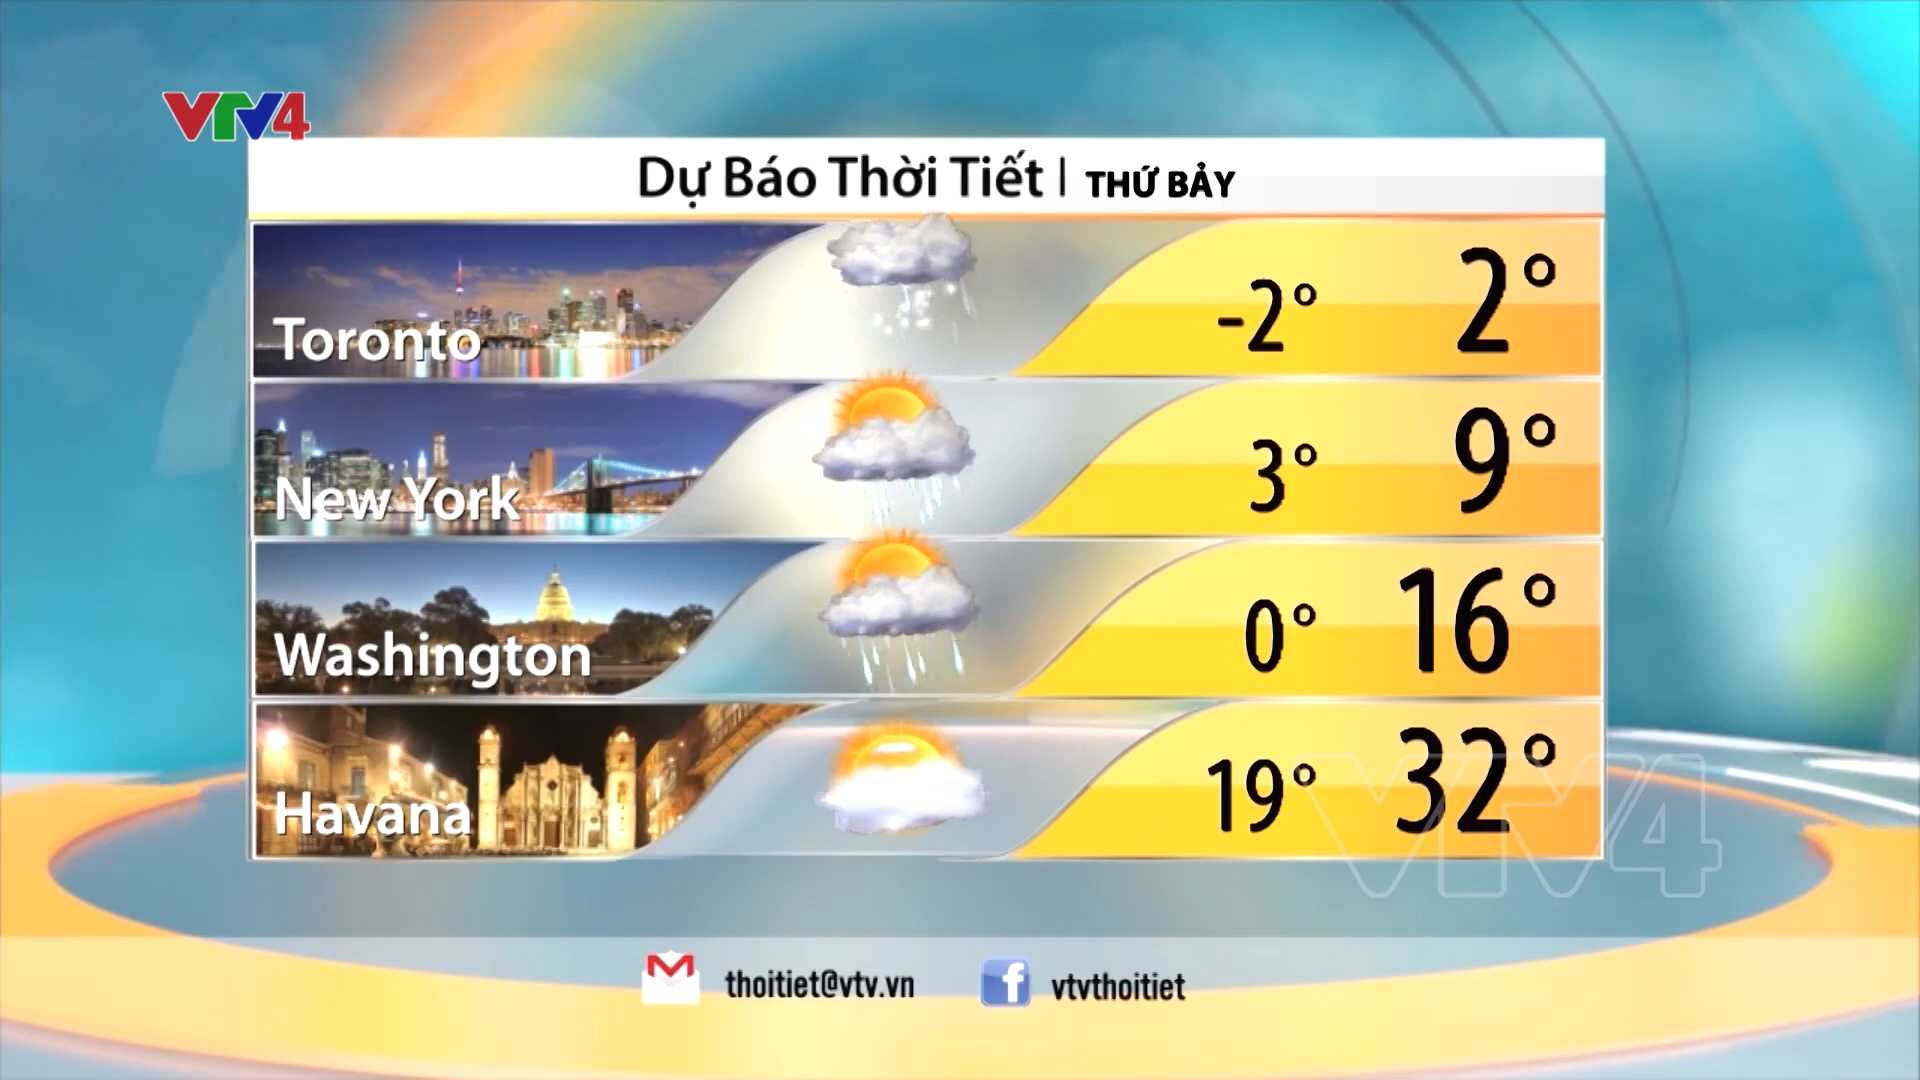 VTV4
Dự Báo Thời Tiết | THỨ BẢY
Toronto -2° 2°
New York 3° 9°
Washington 0° 16°
Havana 19° 32°
VTV4
thoitiet@vtv.vn vtvthoitiet